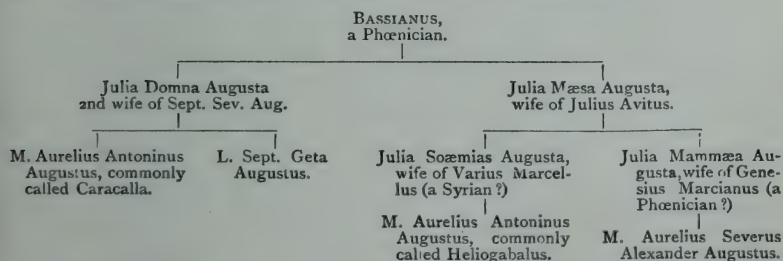 BASSIANUS,
a Phœnician.
Julia Domna Augusta
2nd wife of Sept. Sev. Aug.
Julia Mæsa Augusta,
wife of Julius Avitus.
M. Aurelius Antoninus
Augustus, commonly
called Caracalla.
L. Sept. Geta
Augustus.
Julia Soæmias Augusta,
wife of Varius Marcel-
lus (a Syrian ?)
M. Aurelius Antoninus
Augustus, commonly
called Heliogabalus.
Julia Mammæa Au-
gusta, wife of Gene-
sius Marcianus (a
Phœnician ?)
M. Aurelius Severus
Alexander Augustus.